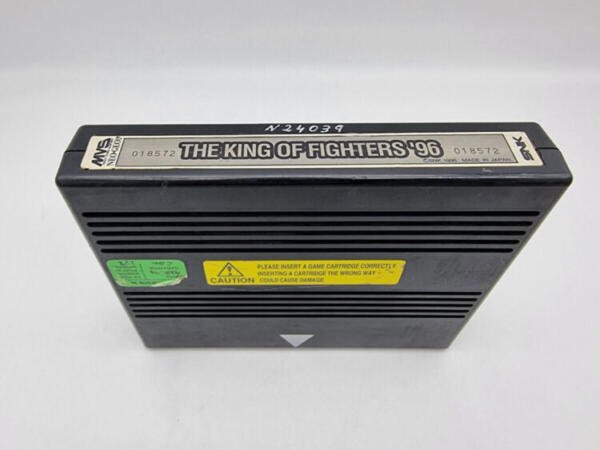 N24039
MVS
NEOGEO
018572
THE KING OF FIGHTERS '96
018572
©SNK 1996 MADE IN JAPAN
SNK
CAUTION
PLEASE INSERT A GAME CARTRIDGE CORRECTLY.
INSERTING A CARTRIDGE THE WRONG WAY
COULD CAUSE DAMAGE.